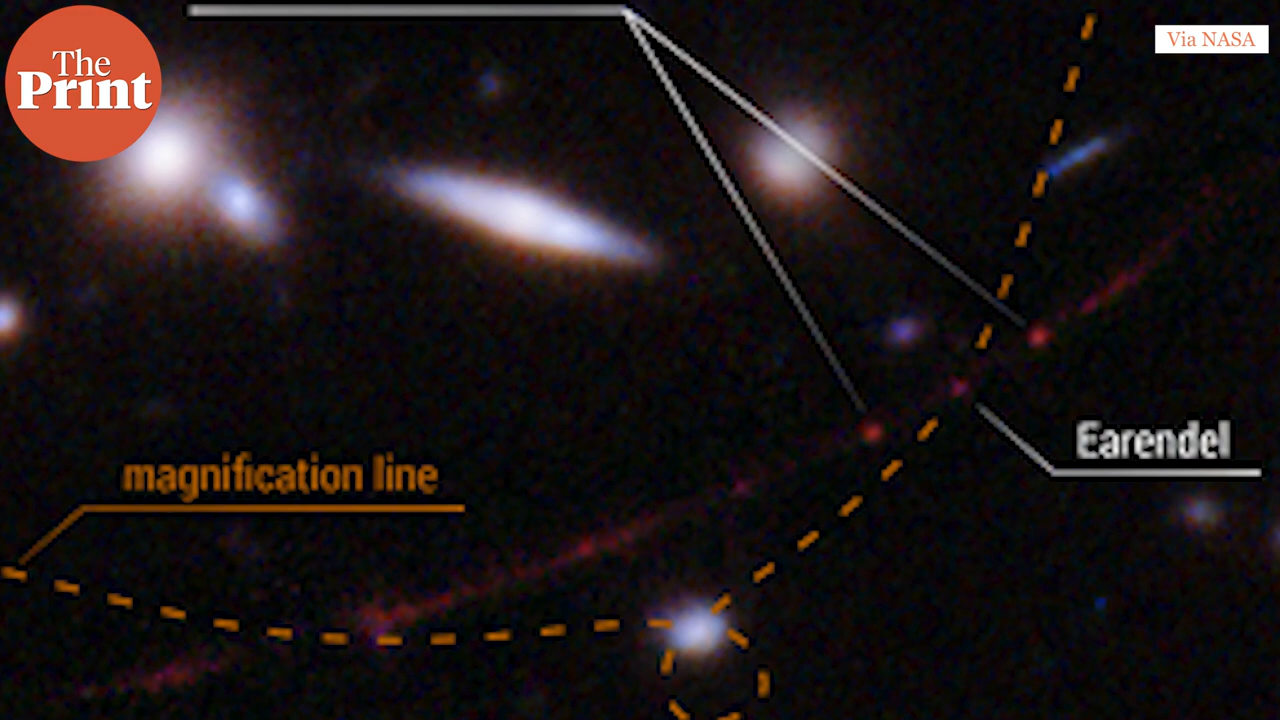 The
Print
Via NASA
Earendel
magnification line